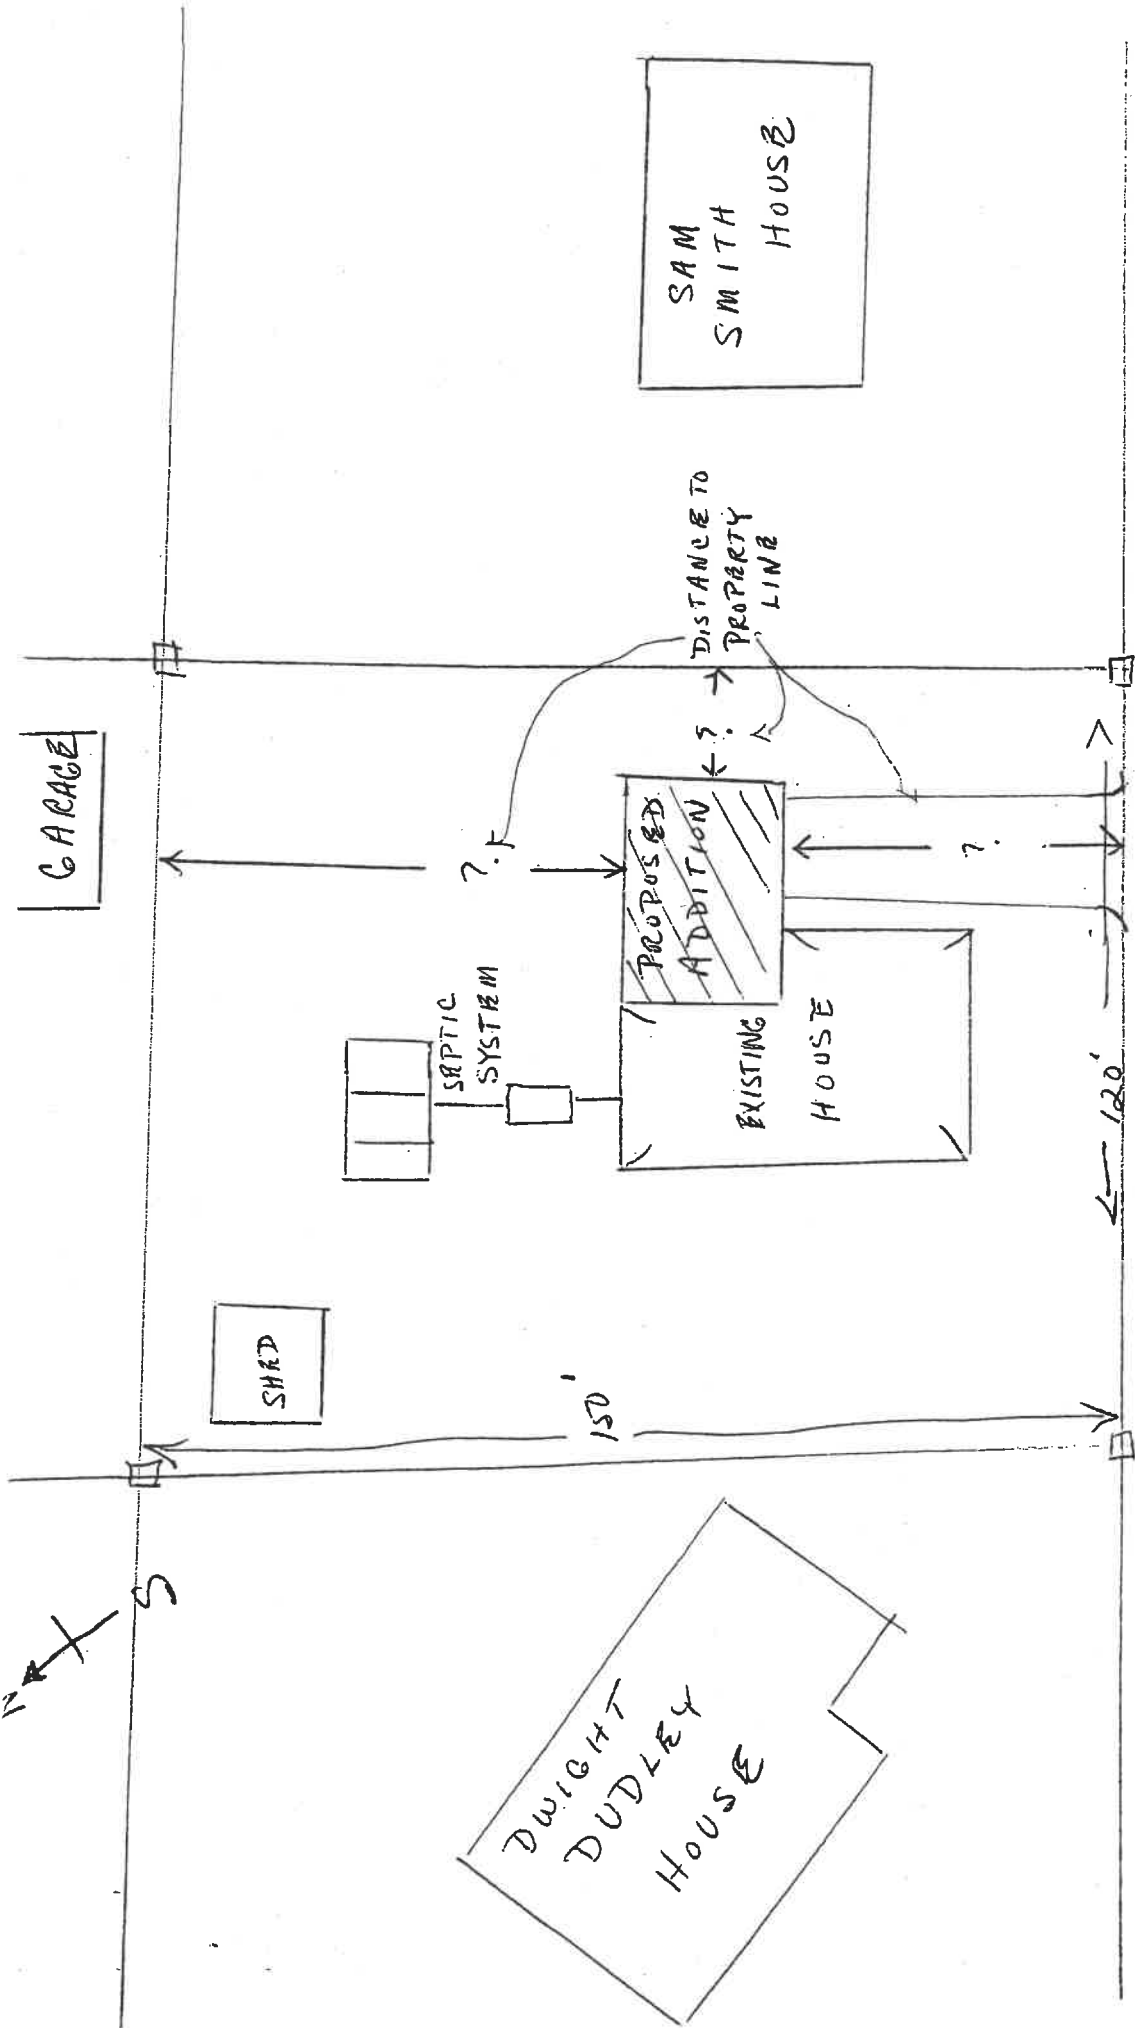 N
S
GARAGE
SHED
SEPTIC
SYSTEM
?
PROPOSED
ADDITION
?
DISTANCE TO
PROPERTY
LINE
SAM
SMITH
HOUSE
150'
EXISTING
HOUSE
?
DWIGHT
DUDLEY
HOUSE
120'